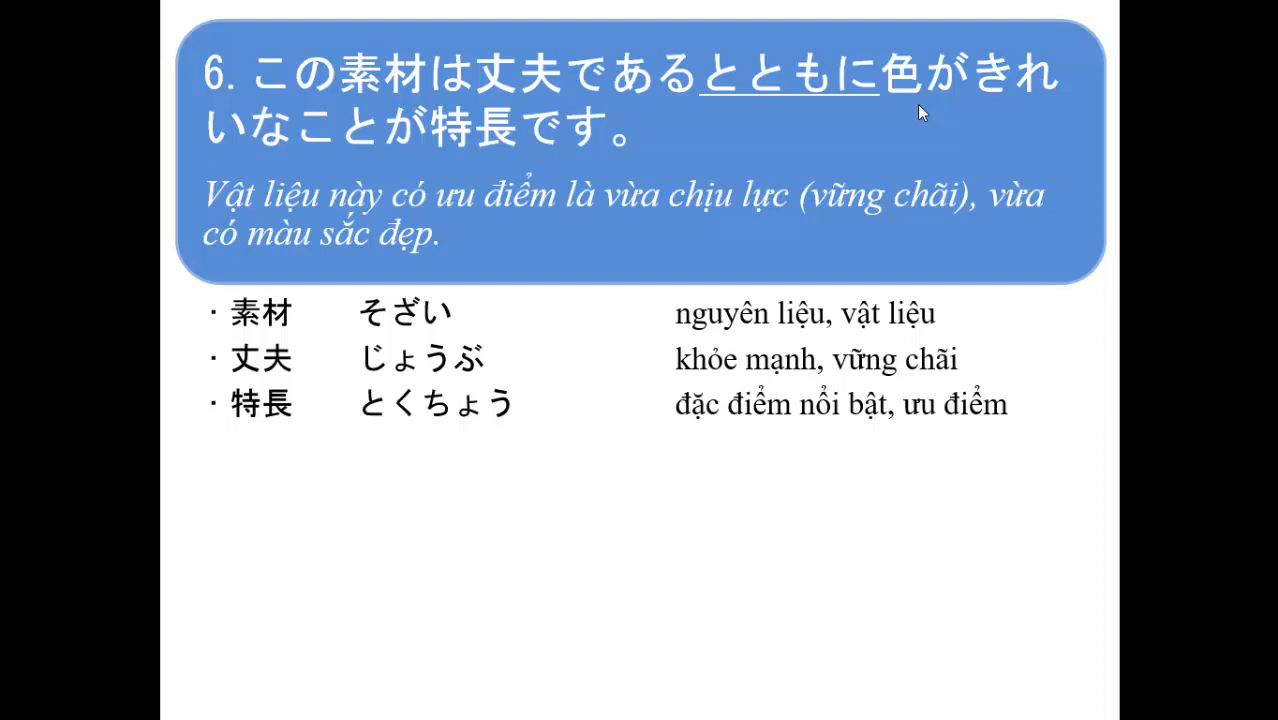 6. この素材は丈夫であるとともに色がきれ
いなことが特長です。
Vật liệu này có ưu điểm là vừa chịu lực (vững chãi), vừa
có màu sắc đẹp.
・素材 そざい nguyên liệu, vật liệu
・丈夫 じょうぶ khỏe mạnh, vững chãi
・特長 とくちょう đặc điểm nổi bật, ưu điểm